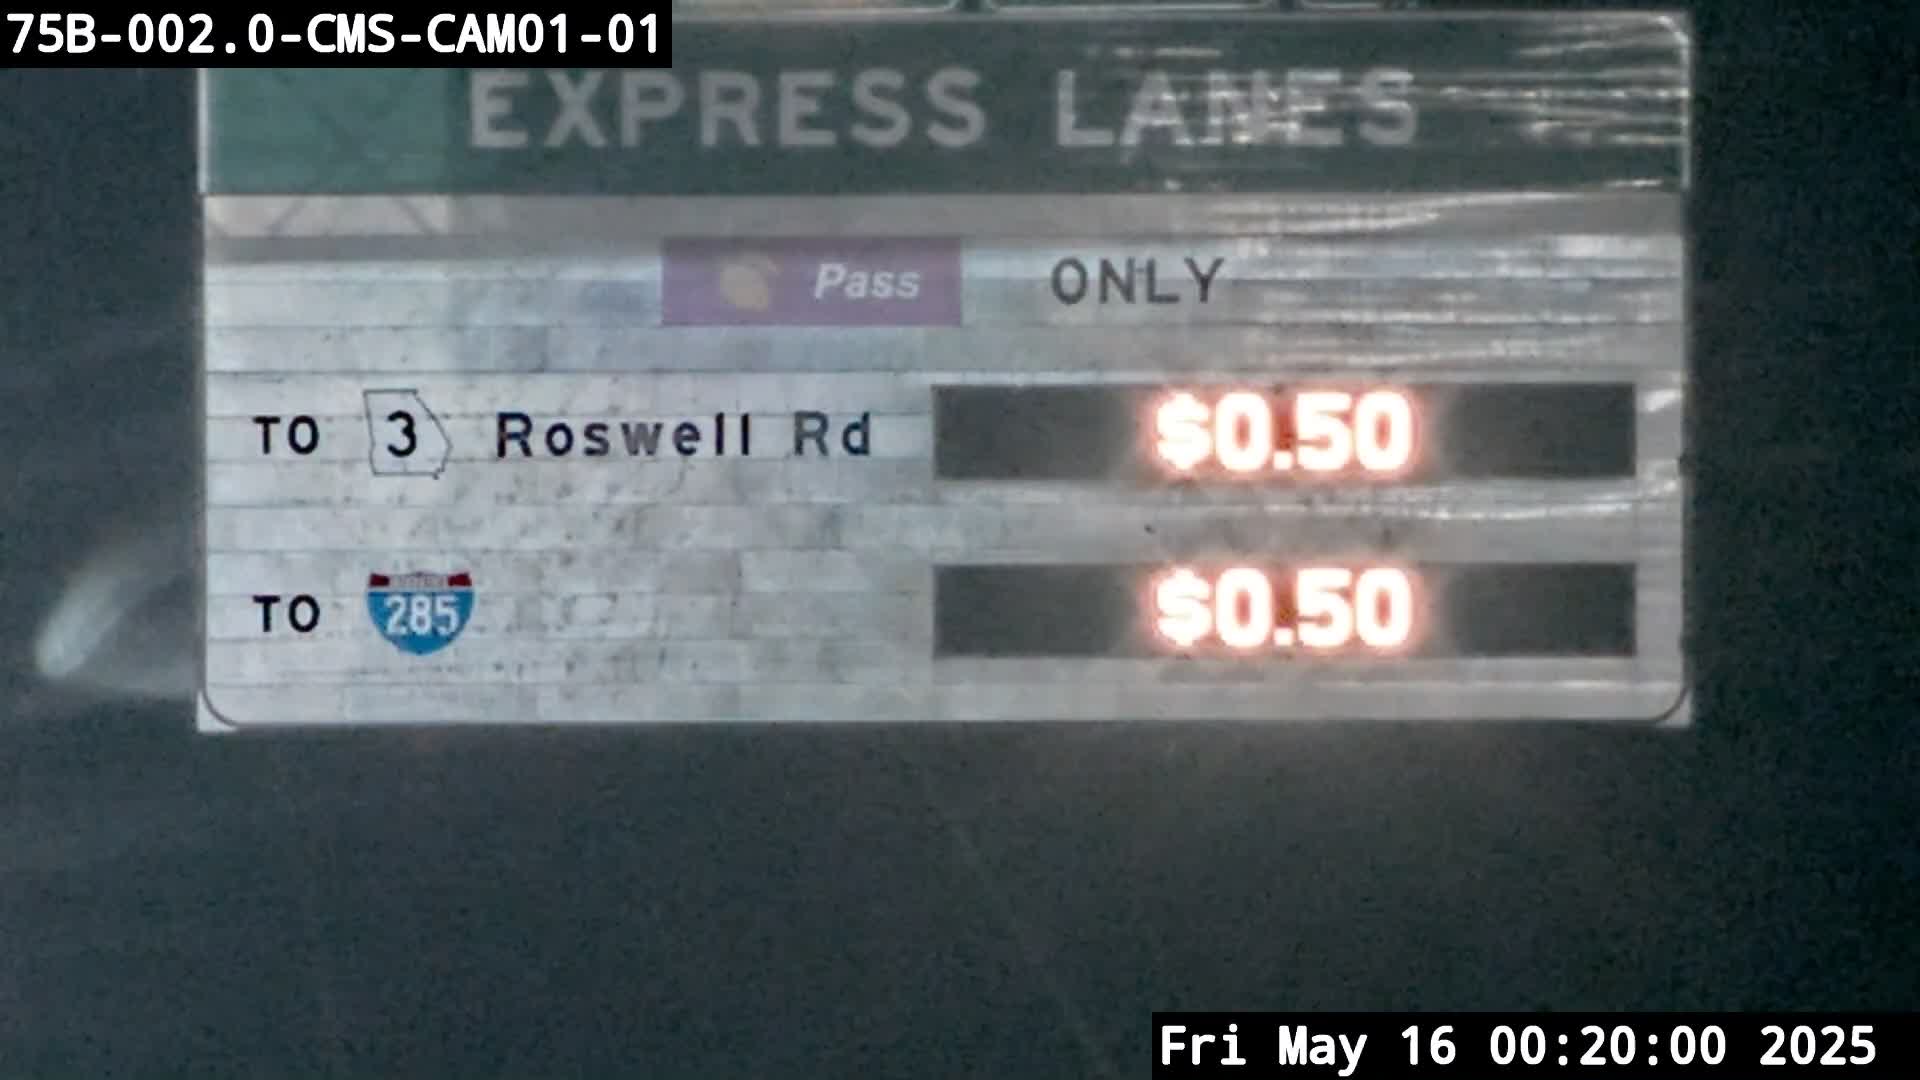 75B-002.0-CMS-CAM01-01
EXPRESS LANES
Pass ONLY
TO 3 Roswell Rd $0.50
TO 285 $0.50
Fri May 16 00:20:00 2025